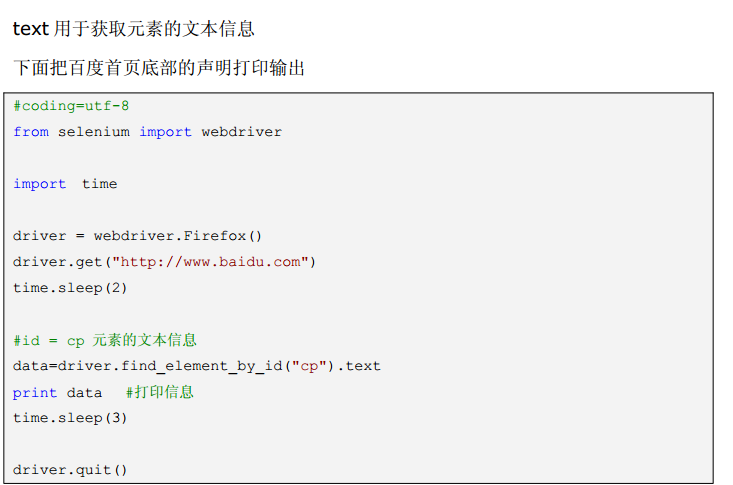 text 用于获取元素的文本信息
下面把百度首页底部的声明打印输出
#coding=utf-8
from selenium import webdriver
import time
driver = webdriver.Firefox()
driver.get("http://www.baidu.com")
time.sleep(2)
#id = cp 元素的文本信息
data=driver.find_element_by_id("cp").text
print data #打印信息
time.sleep(3)
driver.quit()